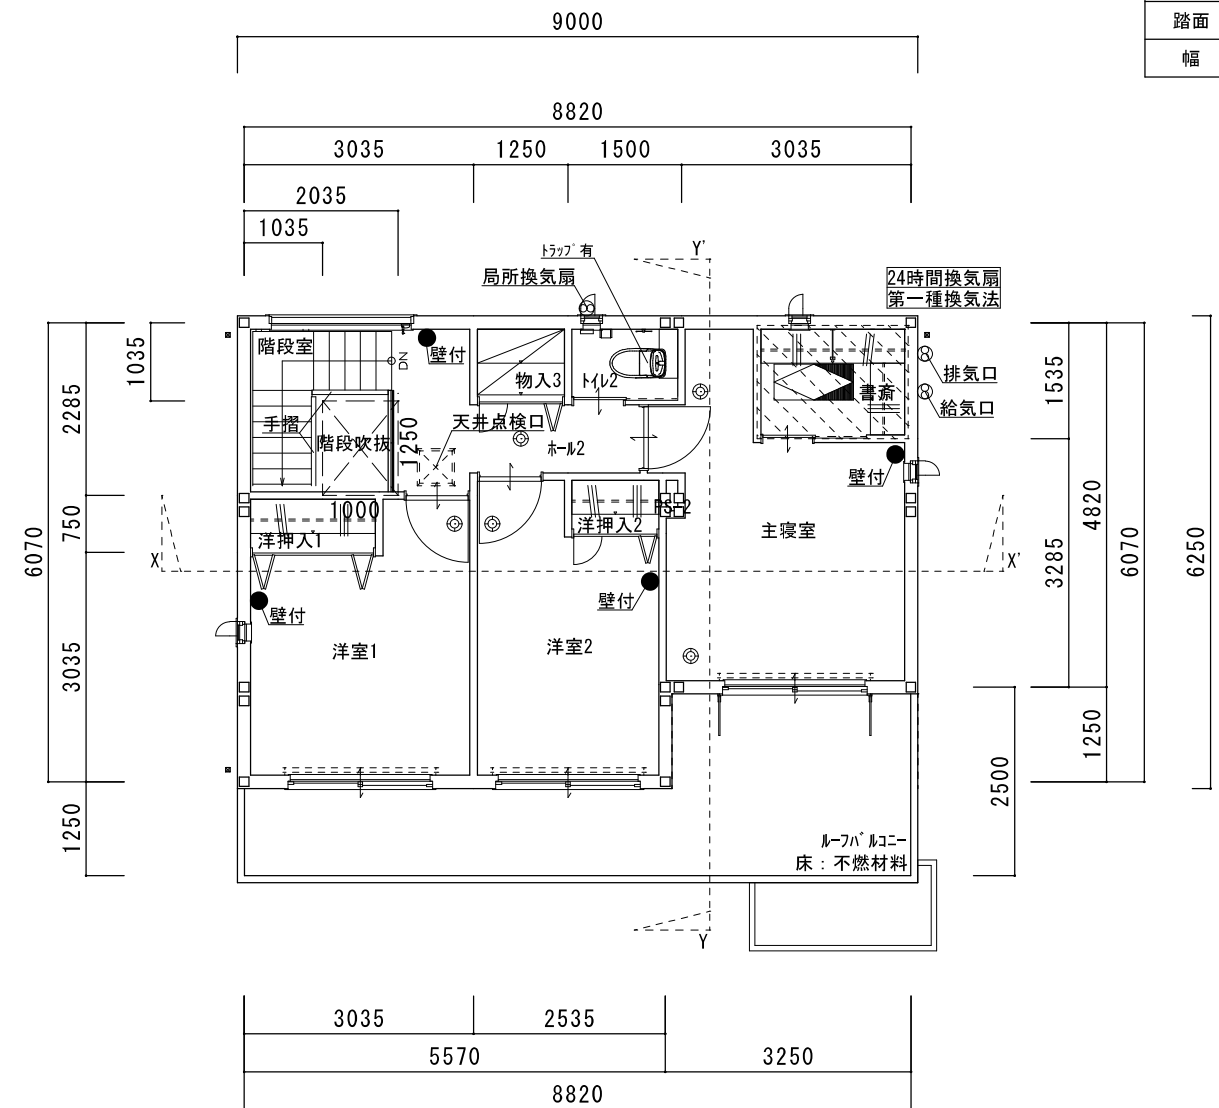 9000
踏面
幅
8820
3035
1250
1500
3035
2035
1035
トラップ有
局所換気扇
Y'
24時間換気扇
第一種換気法
階段室
DN
壁付
物入3
トイレ2
書斎
排気口
給気口
手摺
階段吹抜
1250
天井点検口
ホール2
壁付
1000
PS-2
洋押入1
洋押入2
主寝室
X
X'
壁付
壁付
洋室1
洋室2
1035
2285
750
6070
3035
1250
1535
4820
3285
6070
6250
1250
2500
ルーフバルコニー
床：不燃材料
Y
3035
2535
5570
3250
8820